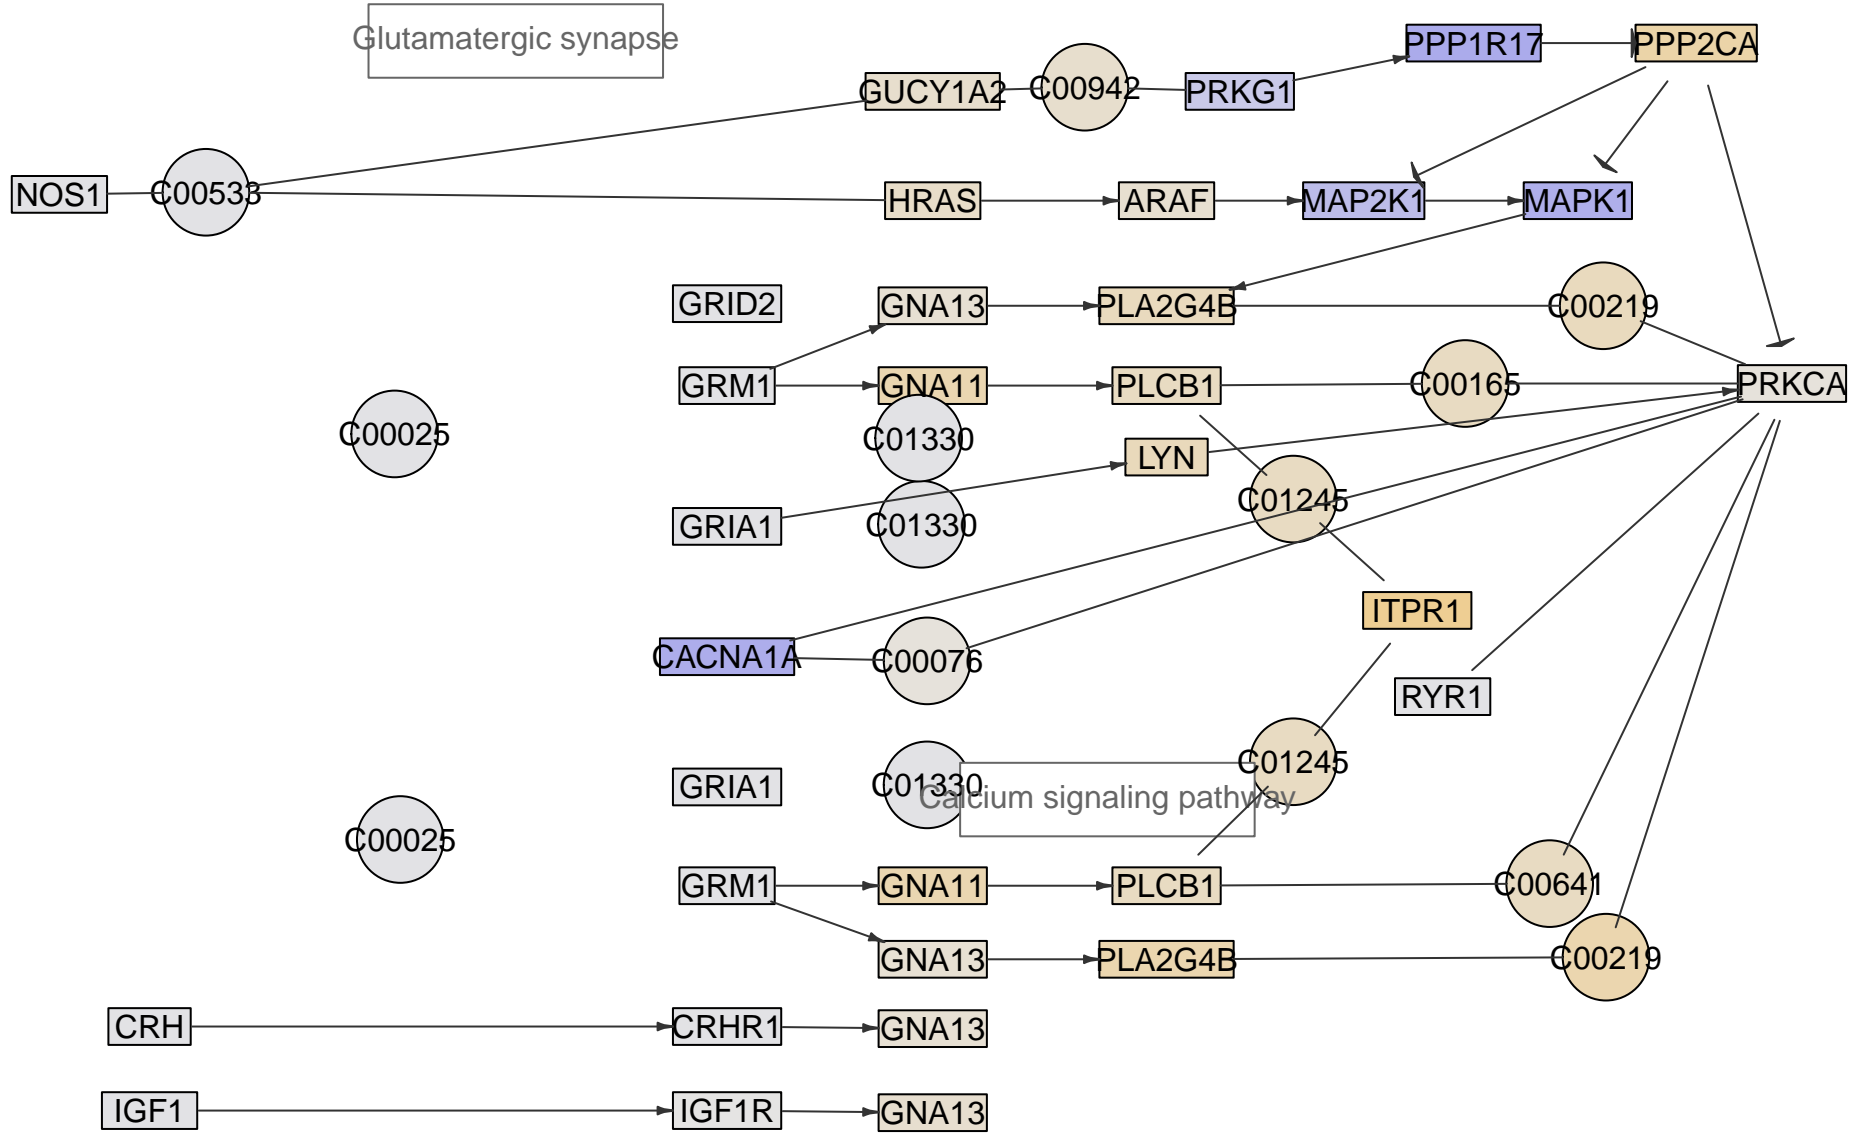 Glutamatergic synapse
PPP1R17
PPP2CA
GUCY1A2
C00942
PRKG1
NOS1
C00533
HRAS
ARAF
MAP2K1
MAPK1
GRID2
GNA13
PLA2G4B
C00219
GRM1
GNA11
PLCB1
C00165
PRKCA
C00025
C01330
LYN
GRIA1
C01330
C01245
ITPR1
CACNA1A
C00076
RYR1
GRIA1
C01330
Calcium signaling pathway
C01245
C00025
GRM1
GNA11
PLCB1
C00641
GNA13
PLA2G4B
C00219
CRH
CRHR1
GNA13
IGF1
IGF1R
GNA13